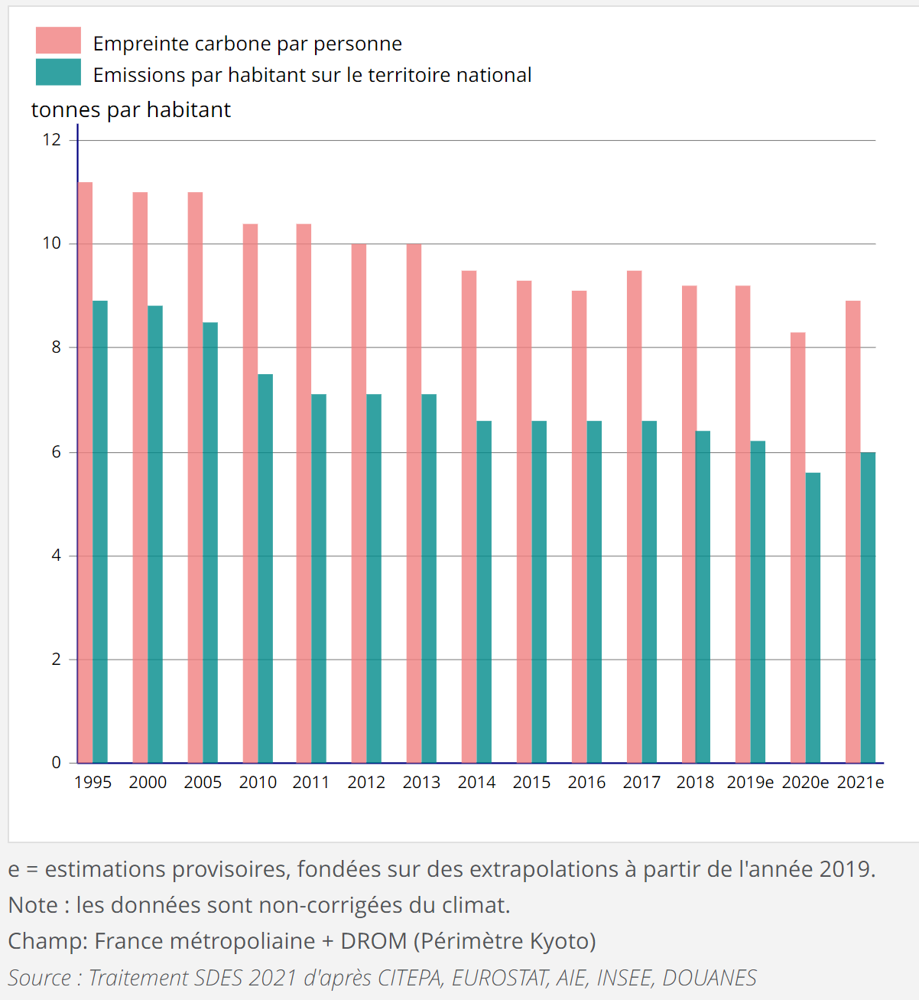 Empreinte carbone par personne
Emissions par habitant sur le territoire national
tonnes par habitant
12
10
8
6
4
2
0
1995 2000 2005 2010 2011 2012 2013 2014 2015 2016 2017 2018 2019e 2020e 2021e
e = estimations provisoires, fondées sur des extrapolations à partir de l'année 2019.
Note : les données sont non-corrigées du climat.
Champ: France métropoliaine + DROM (Périmètre Kyoto)
Source : Traitement SDES 2021 d'après CITEPA, EUROSTAT, AIE, INSEE, DOUANES